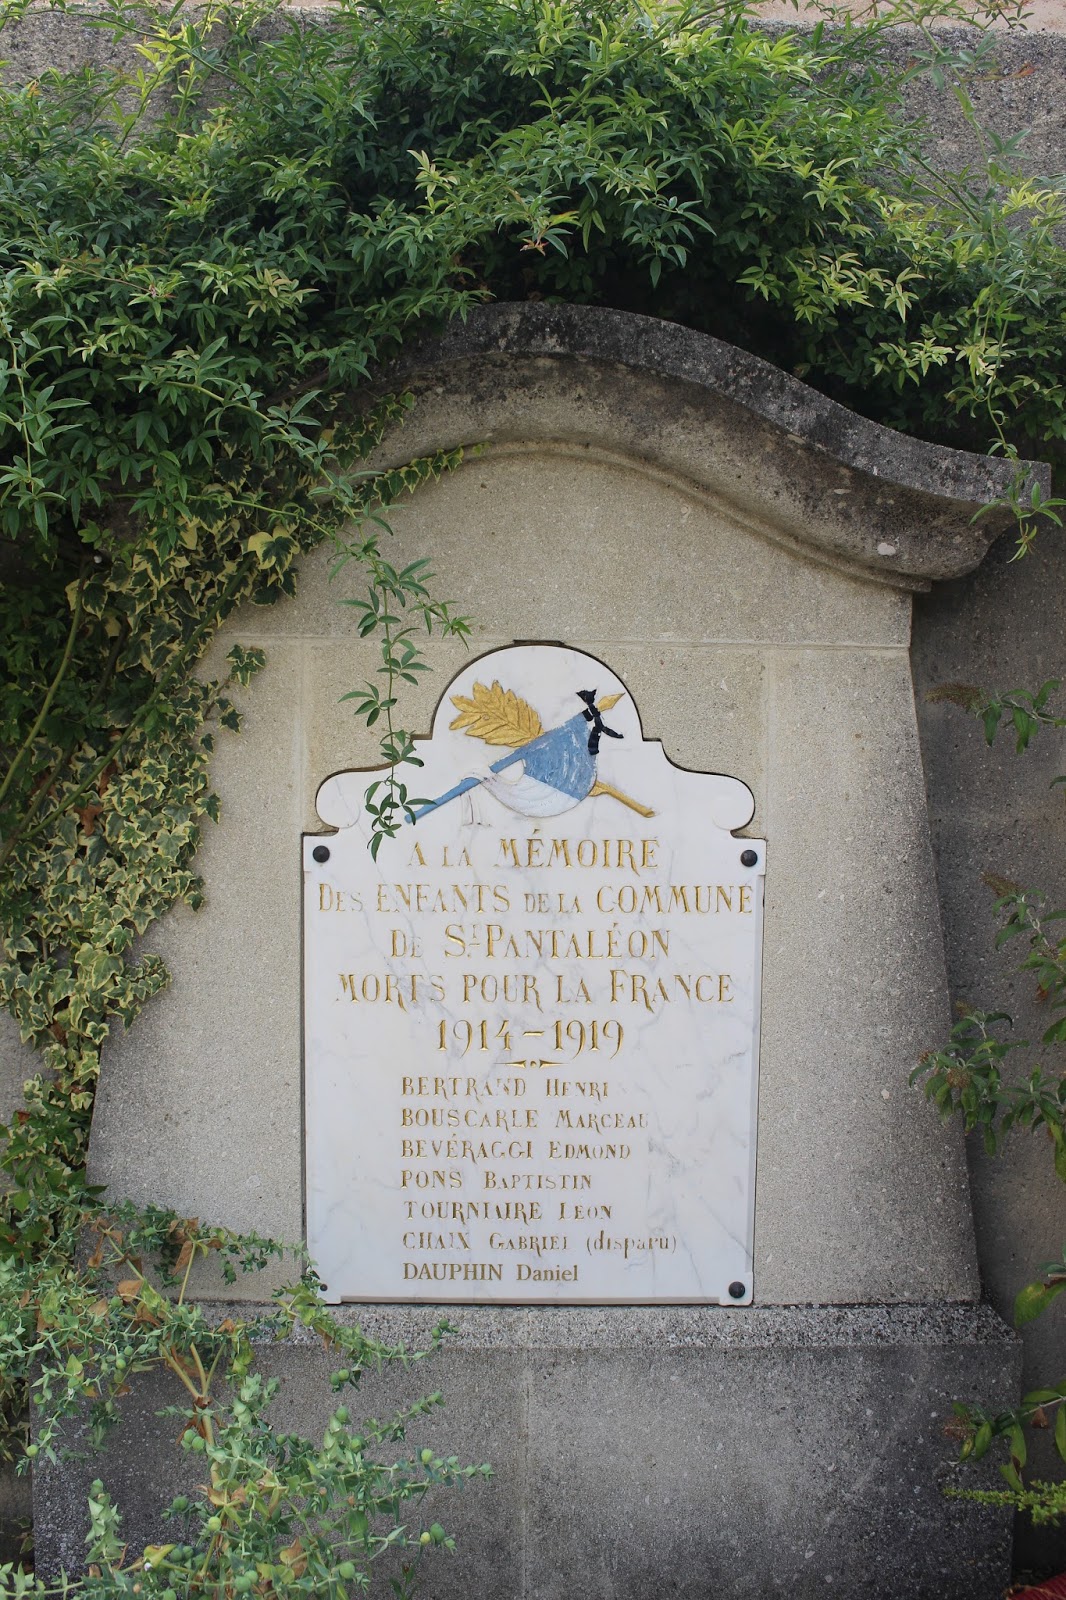 A LA MÉMOIRE
DES ENFANTS DE LA COMMUNE
DE ST PANTALÉON
MORTS POUR LA FRANCE
1914-1919
BERTRAND HENRI
BOUSCARLE MARCEAU
BEVÉRAGGI EDMOND
PONS BAPTISTIN
TOURNIAIRE LÉON
CHAIX GABRIEL (disparu)
DAUPHIN Daniel